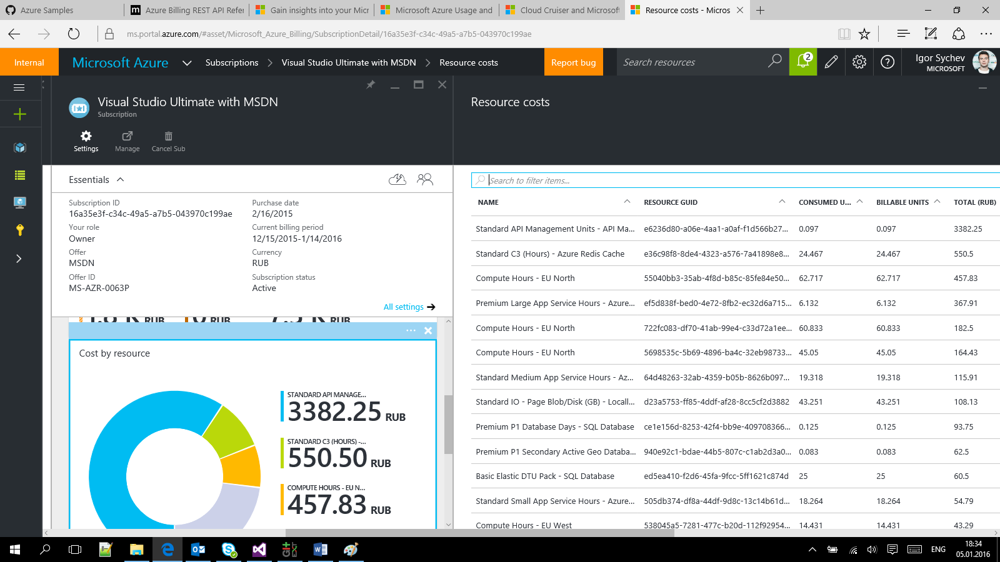 Azure Samples
Azure Billing REST API Refer
Gain insights into your Micr
Microsoft Azure Usage and
Cloud Cruiser and Microsoft
Resource costs - Micros
ms.portal.azure.com/#asset/Microsoft_Azure_Billing/SubscriptionDetail/16a35e3f-c34c-49a5-a7b5-043970c199ae
Internal
Microsoft Azure
Subscriptions
Visual Studio Ultimate with MSDN
Resource costs
Report bug
Search resources
2
Igor Sychev
MICROSOFT
Visual Studio Ultimate with MSDN
Subscription
Settings
Manage
Cancel Sub
Essentials
Subscription ID
16a35e3f-c34c-49a5-a7b5-043970c199ae
Purchase date
2/16/2015
Your role
Owner
Current billing period
12/15/2015-1/14/2016
Offer
MSDN
Currency
RUB
Offer ID
MS-AZR-0063P
Subscription status
Active
All settings
1.8 K RUB 0 RUB 7.3 K RUB
Cost by resource
STANDARD API MANAGE...
3382.25 RUB
STANDARD C3 (HOURS) -...
550.50 RUB
COMPUTE HOURS - EU N...
457.83 RUB
Resource costs
Search to filter items...
NAME RESOURCE GUID CONSUMED U... BILLABLE UNITS TOTAL (RUB)
Standard API Management Units - API Ma... e6236d80-a06e-4aa1-a0af-f1d566b27... 0.097 0.097 3382.25
Standard C3 (Hours) - Azure Redis Cache e36c98f8-8de4-4323-a576-7a41898e8... 24.467 24.467 550.5
Compute Hours - EU North 55040bb3-35ab-4f8d-b85c-85fe84e50... 62.717 62.717 457.83
Premium Large App Service Hours - Azure... ef5d838f-bed0-4e72-8fb2-ec32d6a715... 6.132 6.132 367.91
Compute Hours - EU North 722fc083-df70-41ab-99e4-c33d72a1ee... 60.833 60.833 182.5
Compute Hours - EU North 5698535c-5b69-4896-ba4c-32eb98733... 45.05 45.05 164.43
Standard Medium App Service Hours - Az... 64d48263-32ab-4359-b05b-8626b097... 19.318 19.318 115.91
Standard IO - Page Blob/Disk (GB) - Locall... d23a5753-ff85-4ddf-af28-8cc5cf2d3882 43.251 43.251 108.13
Premium P1 Database Days - SQL Database ce1e156d-8253-42f4-bb9e-409708366... 0.125 0.125 93.75
Premium P1 Secondary Active Geo Databa... 940e92c1-bdae-44b5-807c-c1ab2d3a0... 0.083 0.083 62.5
Basic Elastic DTU Pack - SQL Database ed5ea410-f2d6-45fa-9fcc-5ff1621c874d 25 25 60.5
Standard Small App Service Hours - Azure... 505db374-df8a-44df-9d8c-13c14b61d... 18.264 18.264 54.79
Compute Hours - EU West 538045a5-7281-477c-b20d-112f92954... 14.431 14.431 43.29
ENG
18:34
05.01.2016